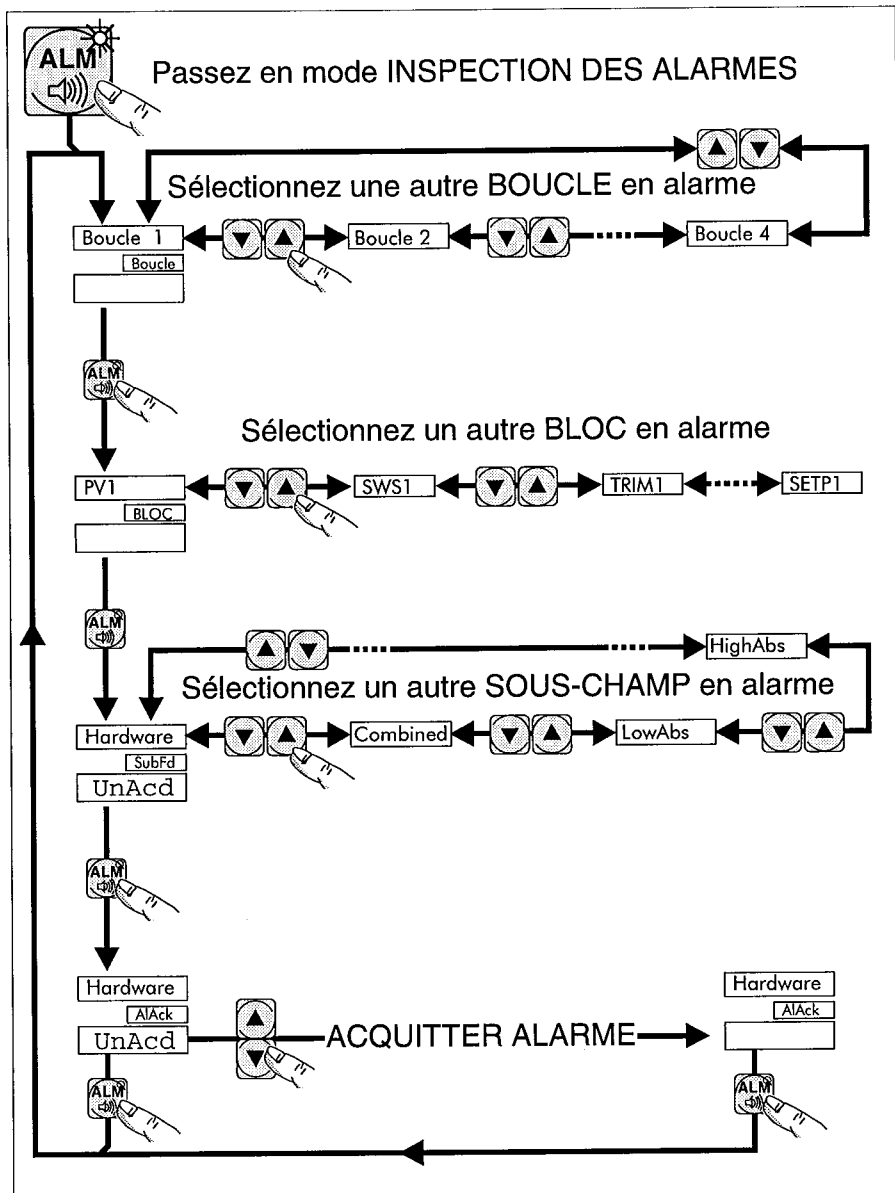 ALM
Passez en mode INSPECTION DES ALARMES
Sélectionnez une autre BOUCLE en alarme
Boucle 1
Boucle 2
Boucle 4
Boucle
ALM
Sélectionnez un autre BLOC en alarme
PV1
SWS1
TRIM1
SETP1
BLOC
ALM
HighAbs
Sélectionnez un autre SOUS-CHAMP en alarme
Hardware
Combined
LowAbs
SubFd
UnAcd
ALM
Hardware
Hardware
AlAck
AlAck
UnAcd
ACQUITTER ALARME
ALM
ALM